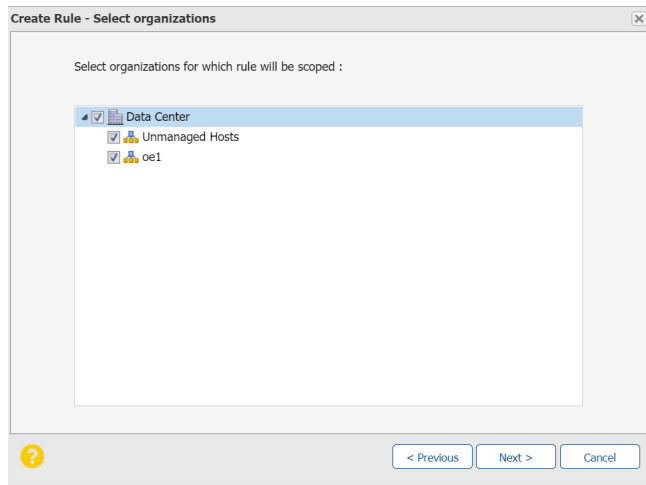 Create Rule - Select organizations
Select organizations for which rule will be scoped :
Data Center
Unmanaged Hosts
oe1
?
< Previous Next > Cancel